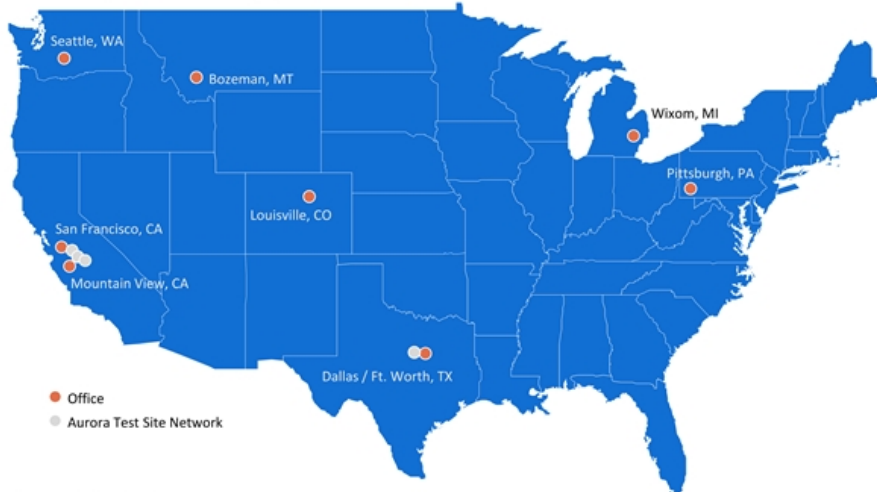 Seattle, WA
Bozeman, MT
Wixom, MI
Pittsburgh, PA
Louisville, CO
San Francisco, CA
Mountain View, CA
Dallas / Ft. Worth, TX
Office
Aurora Test Site Network